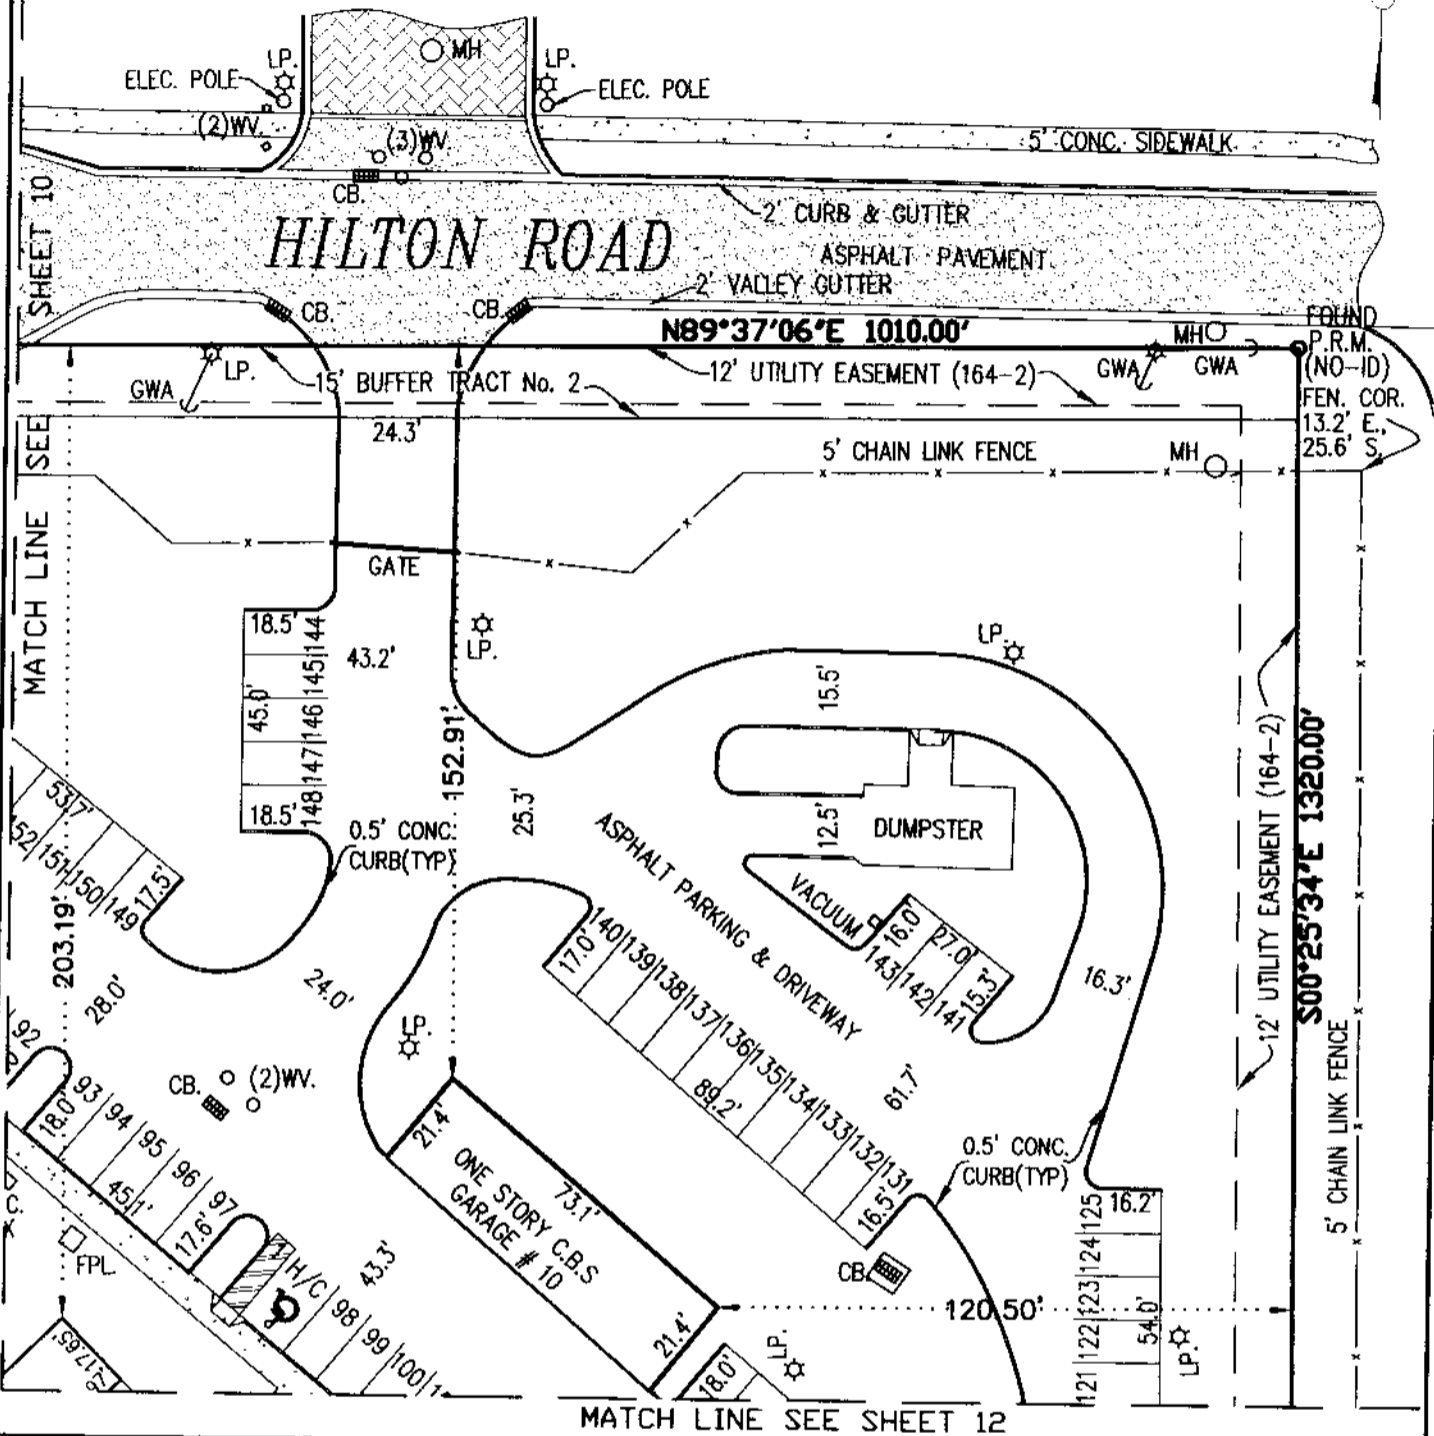 LP.
MH
LP.
ELEC. POLE
ELEC. POLE
(2)WV.
(3)WV.
5' CONC. SIDEWALK
CB.
2' CURB & GUTTER
HILTON ROAD
ASPHALT PAVEMENT
2' VALLEY GUTTER
CB.
CB.
N89°37'06"E 1010.00'
MH
FOUND
P.R.M.
(NO-ID)
GWA
LP.
15' BUFFER TRACT No. 2
12' UTILITY EASEMENT (164-2)
GWA
GWA
FEN. COR.
13.2' E.,
25.6' S.
24.3'
5' CHAIN LINK FENCE
MH
MATCH LINE SEE SHEET 10
GATE
18.5'
144
145
146
147
148
43.2'
45.0'
18.5'
LP.
LP.
15.5'
152.91'
25.3'
12.5'
DUMPSTER
0.5' CONC.
CURB(TYP)
53.7'
152
151
150
149
17.5'
203.19'
28.0'
24.0'
ASPHALT PARKING & DRIVEWAY
VACUUM
16.0'
27.0'
15.3'
143
142
141
16.3'
12' UTILITY EASEMENT (164-2)
S00°25'34"E 1320.00'
5' CHAIN LINK FENCE
17.0'
140
139
138
137
136
135
134
133
132
131
89.2'
16.5'
61.7'
LP.
CB.
(2)WV.
92
93
94
95
96
97
18.0'
45.1'
17.6'
H/C
98
99
100
43.3'
FPL
21.4'
ONE STORY C.B.S
GARAGE # 10
73.1'
21.4'
0.5' CONC.
CURB(TYP)
16.2'
125
124
123
122
121
54.0'
CB.
120.50'
LP.
LP.
18.0'
MATCH LINE SEE SHEET 12